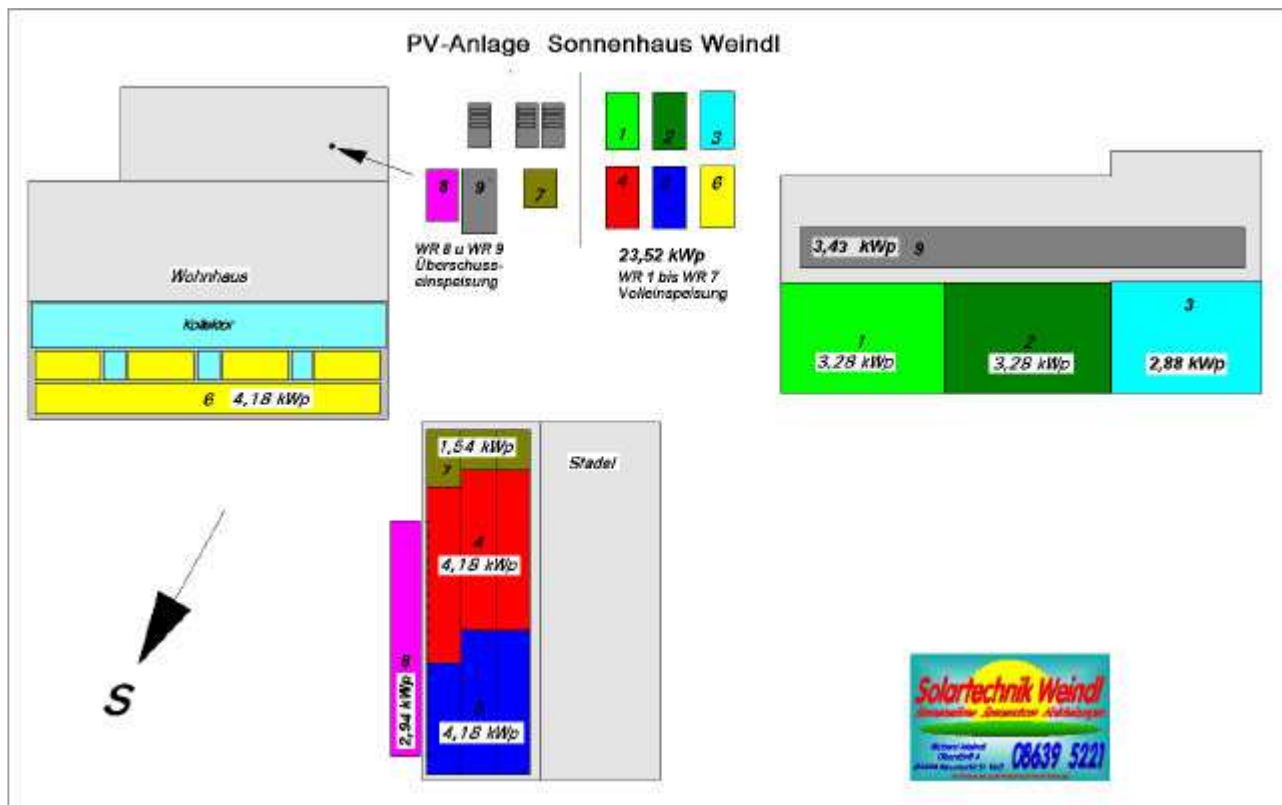 PV-Anlage Sonnenhaus Weindl
1
2
3
8
9
7
4
6
WR 8 u WR 9
Überschuss-
einspeisung
23,52 kWp
WR 1 bis WR 7
Volleinspeisung
Wohnhaus
Kollektor
6 4,18 kWp
3,43 kWp 9
1
3,28 kWp
2
3,28 kWp
3
2,88 kWp
1,54 kWp
7
Stadel
4
4,18 kWp
8
2,94 kWp
5
4,18 kWp
S
Solartechnik Weindl
08639 5221